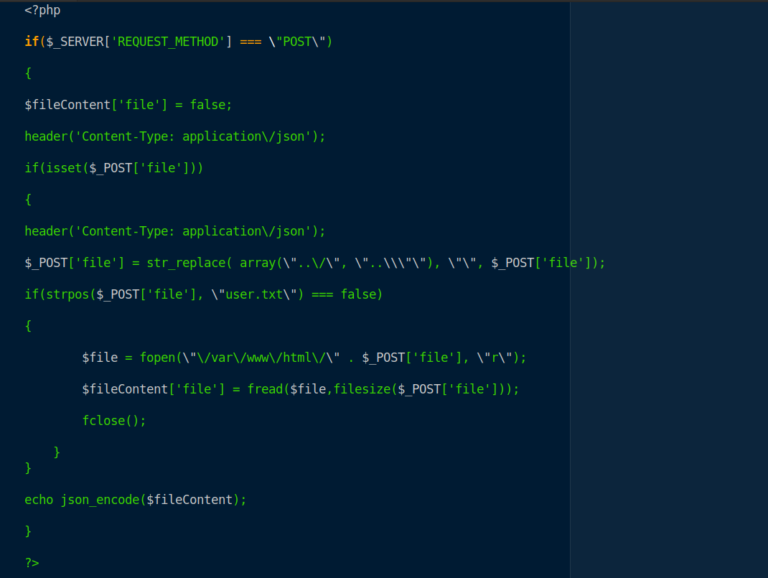 <?php
if($_SERVER['REQUEST_METHOD'] === \"POST\")
{
$fileContent['file'] = false;
header('Content-Type: application\/json');
if(isset($_POST['file']))
{
header('Content-Type: application\/json');
$_POST['file'] = str_replace( array(\"..\/\", \"..\\\"\"), \"\", $_POST['file']);
if(strpos($_POST['file'], \"user.txt\") === false)
{
$file = fopen(\"\/var\/www\/html\/\" . $_POST['file'], \"r\");
$fileContent['file'] = fread($file,filesize($_POST['file']));
fclose();
}
}
echo json_encode($fileContent);
}
?>